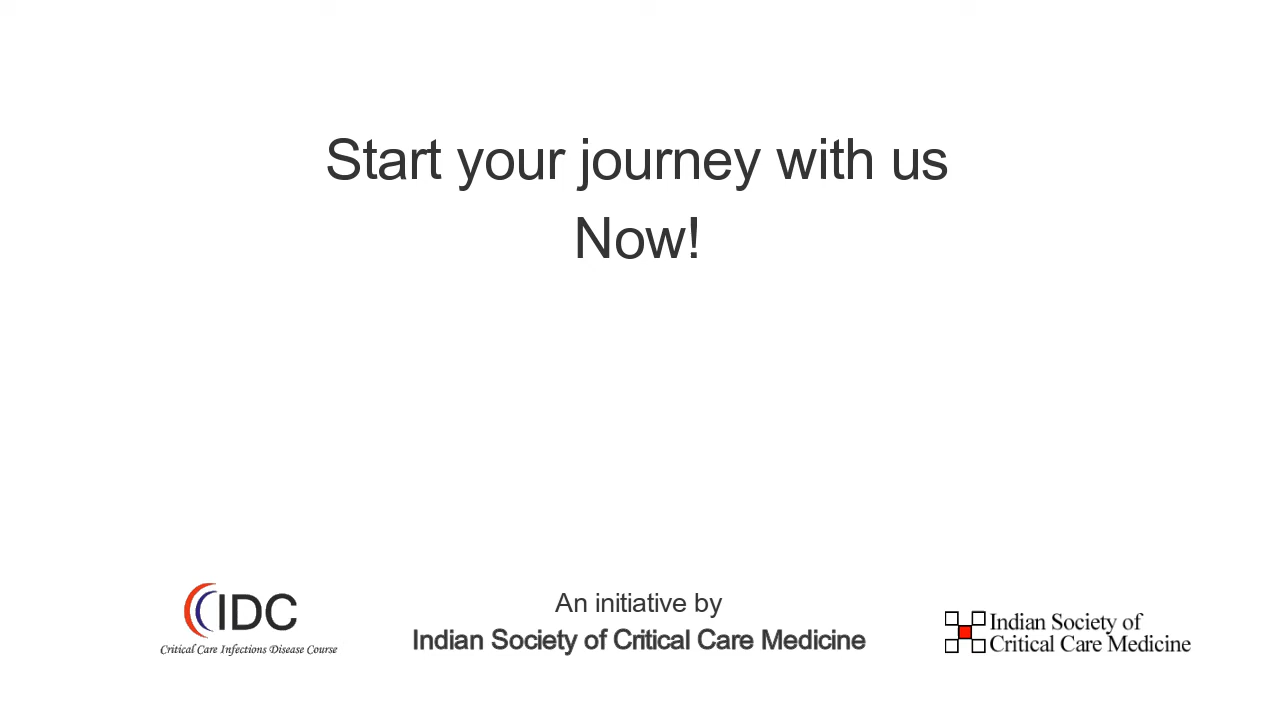 Start your journey with us
Now!
IDC
Critical Care Infections Disease Course
An initiative by
Indian Society of Critical Care Medicine
Indian Society of
Critical Care Medicine